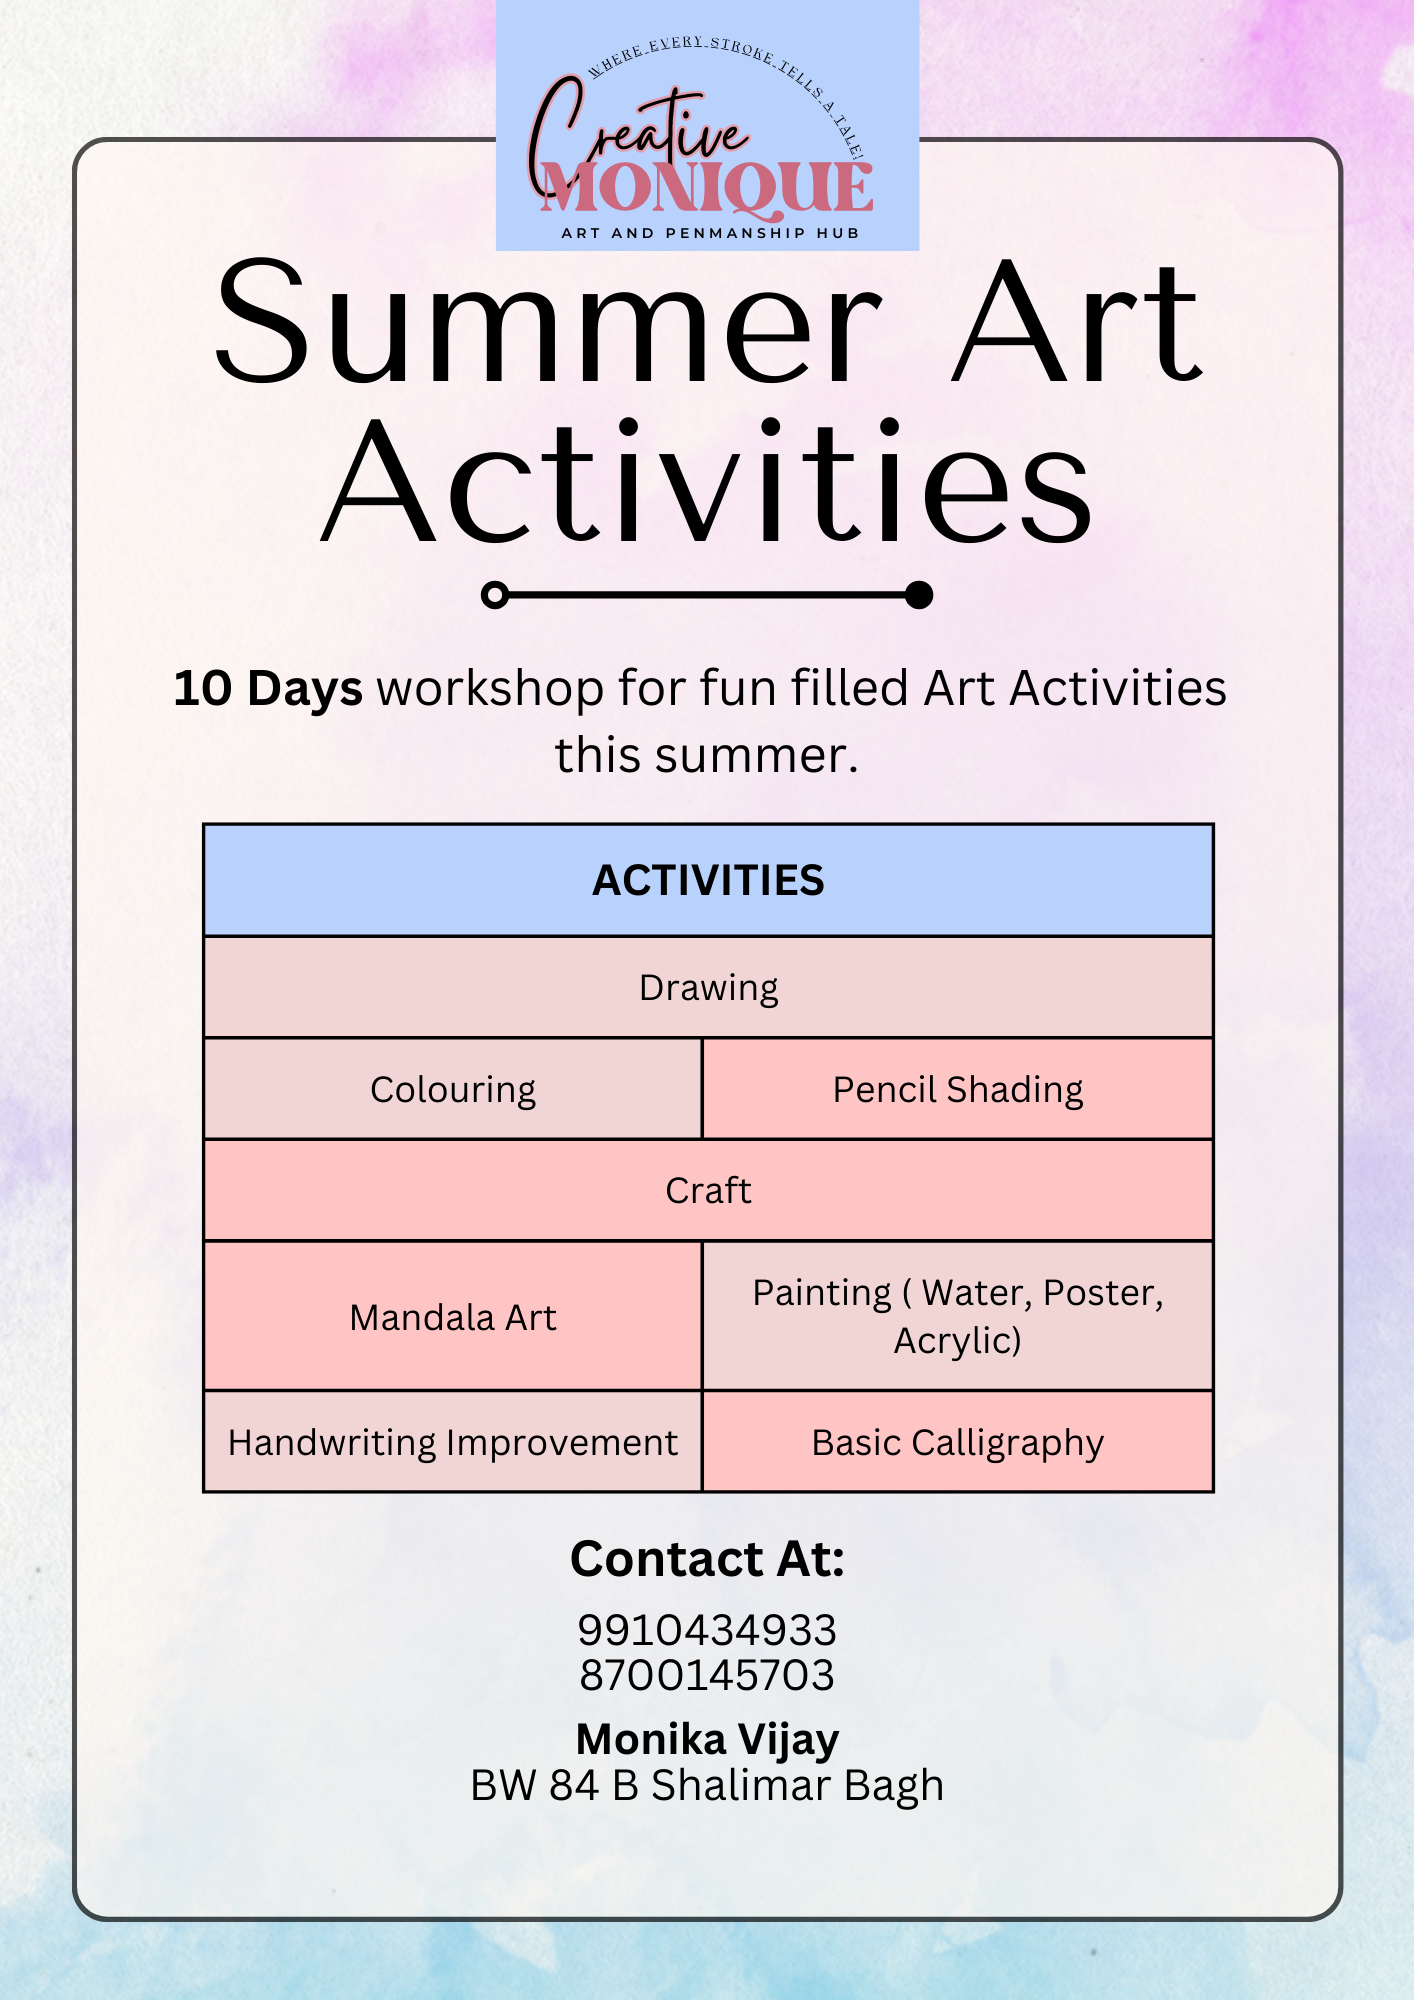 WHERE EVERY STROKE TELLS A TALE!
Creative
MONIQUE
ART AND PENMANSHIP HUB
Summer Art
Activities
10 Days workshop for fun filled Art Activities
this summer.
ACTIVITIES
Drawing
Colouring
Pencil Shading
Craft
Mandala Art
Painting ( Water, Poster,
Acrylic)
Handwriting Improvement
Basic Calligraphy
Contact At:
9910434933
8700145703
Monika Vijay
BW 84 B Shalimar Bagh